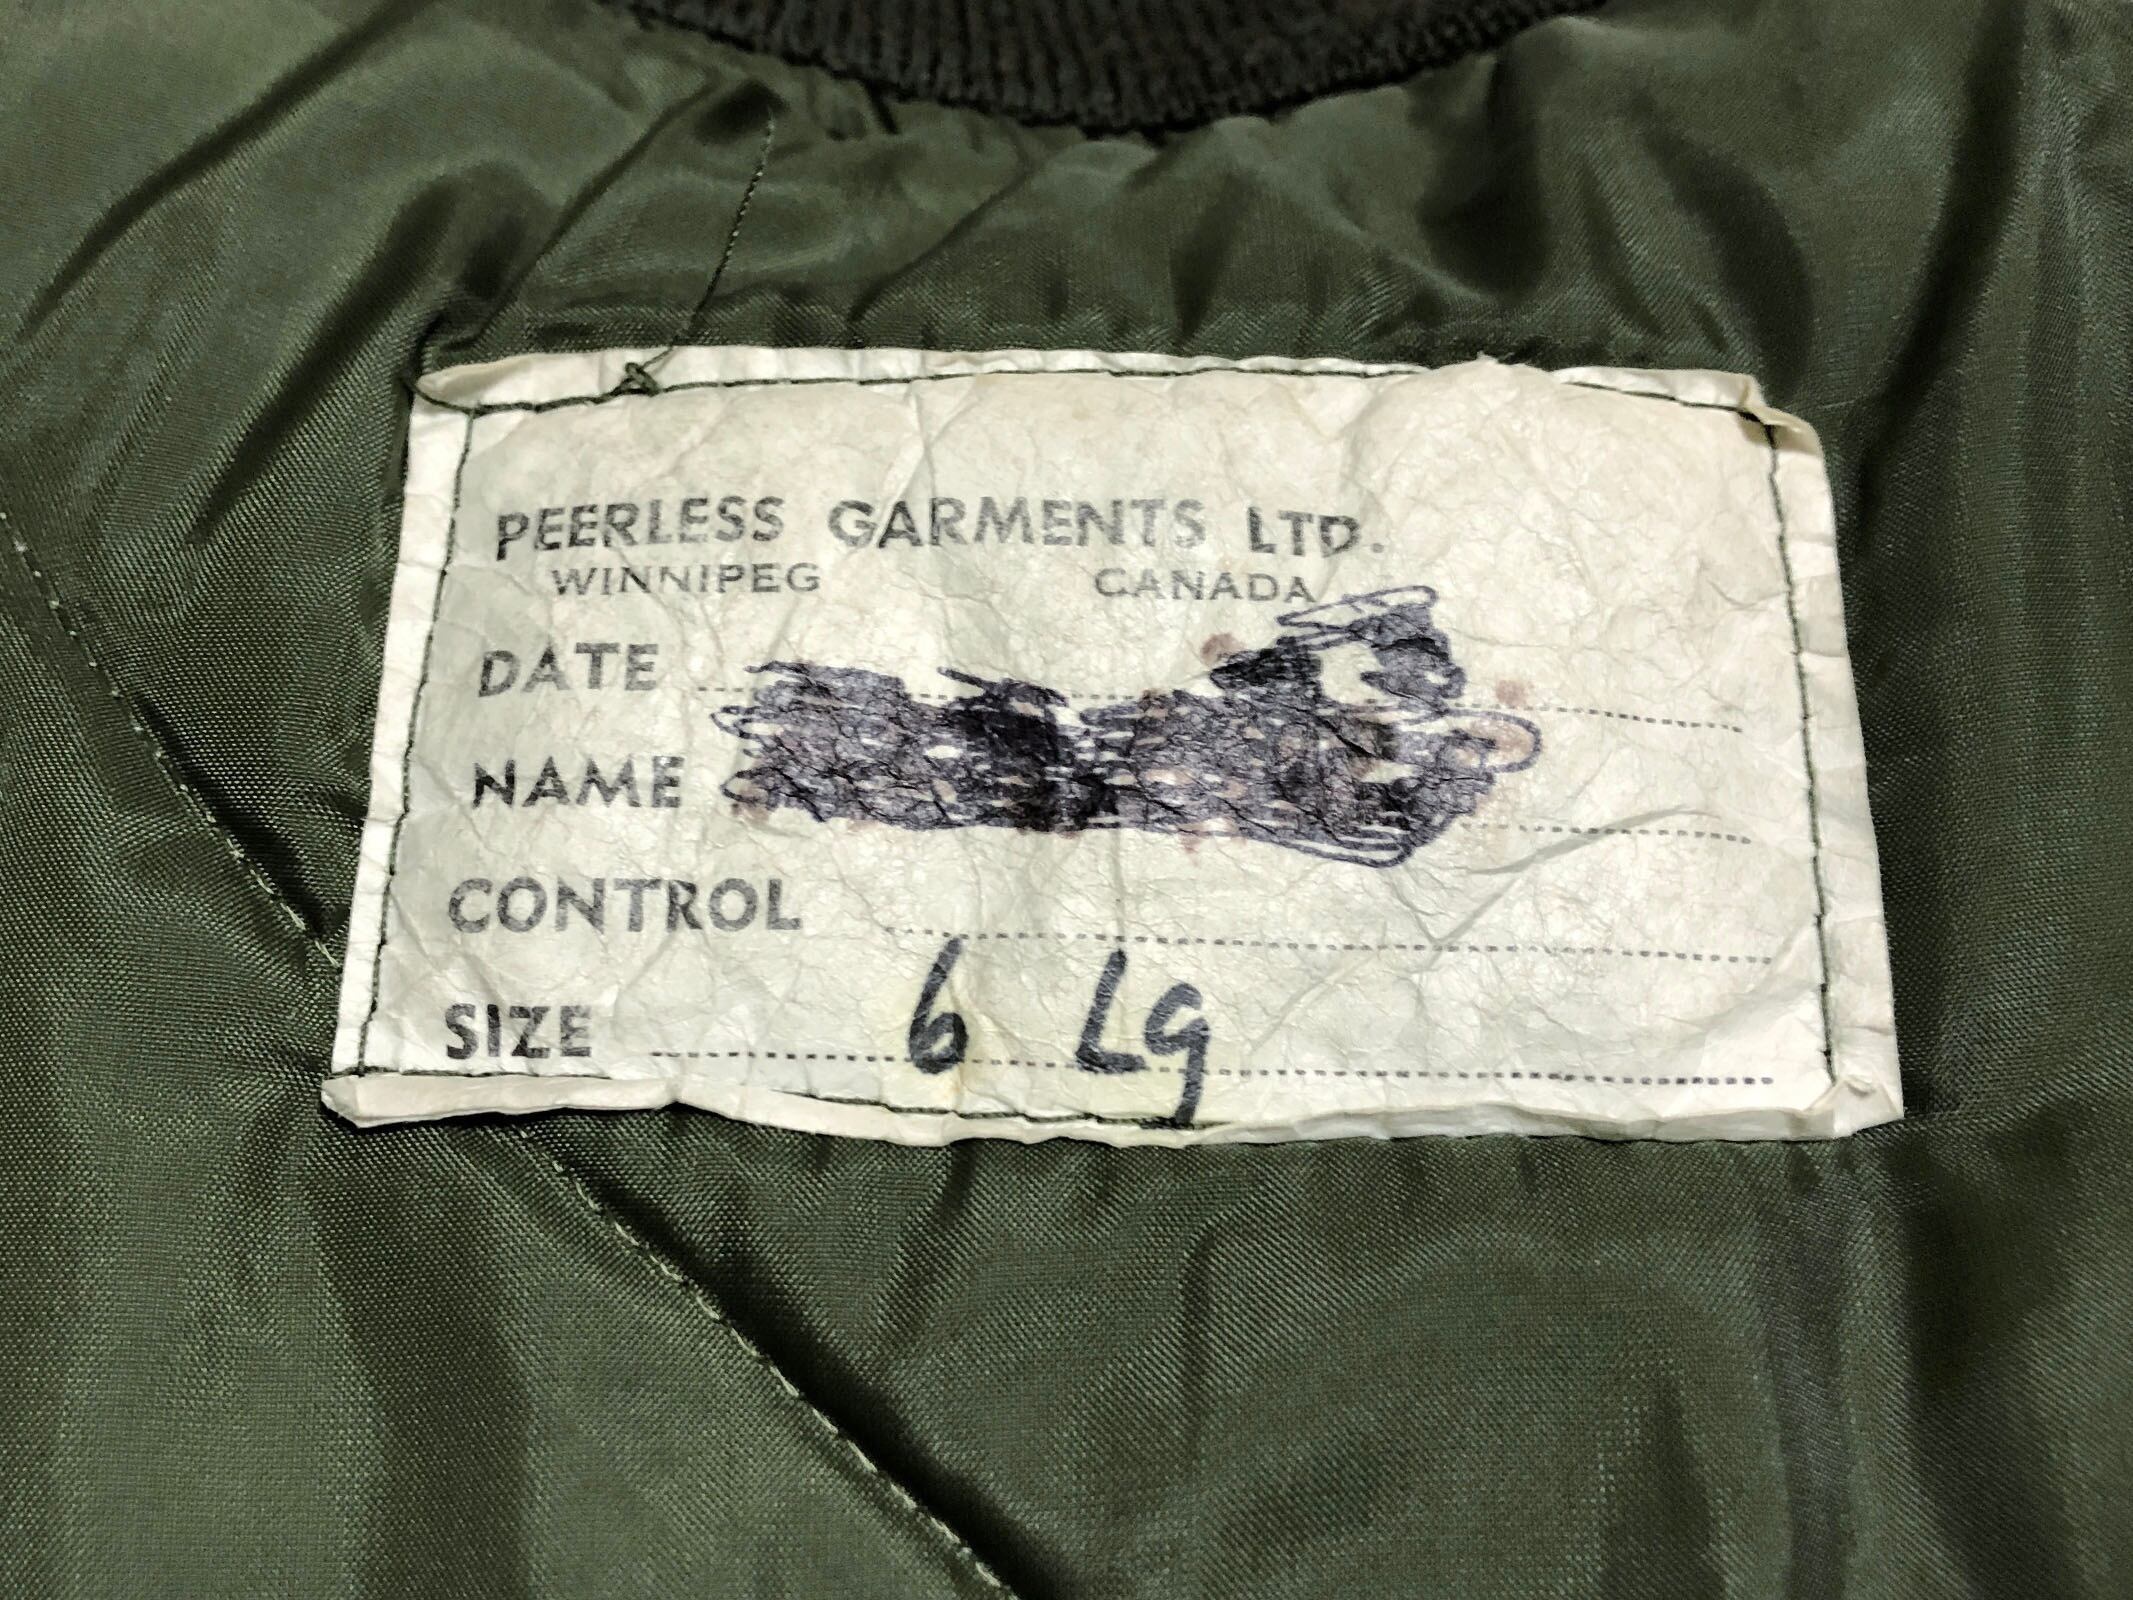 PEERLESS GARMENTS LTD.
WINNIPEG CANADA
DATE
NAME
CONTROL
SIZE 6 Lg